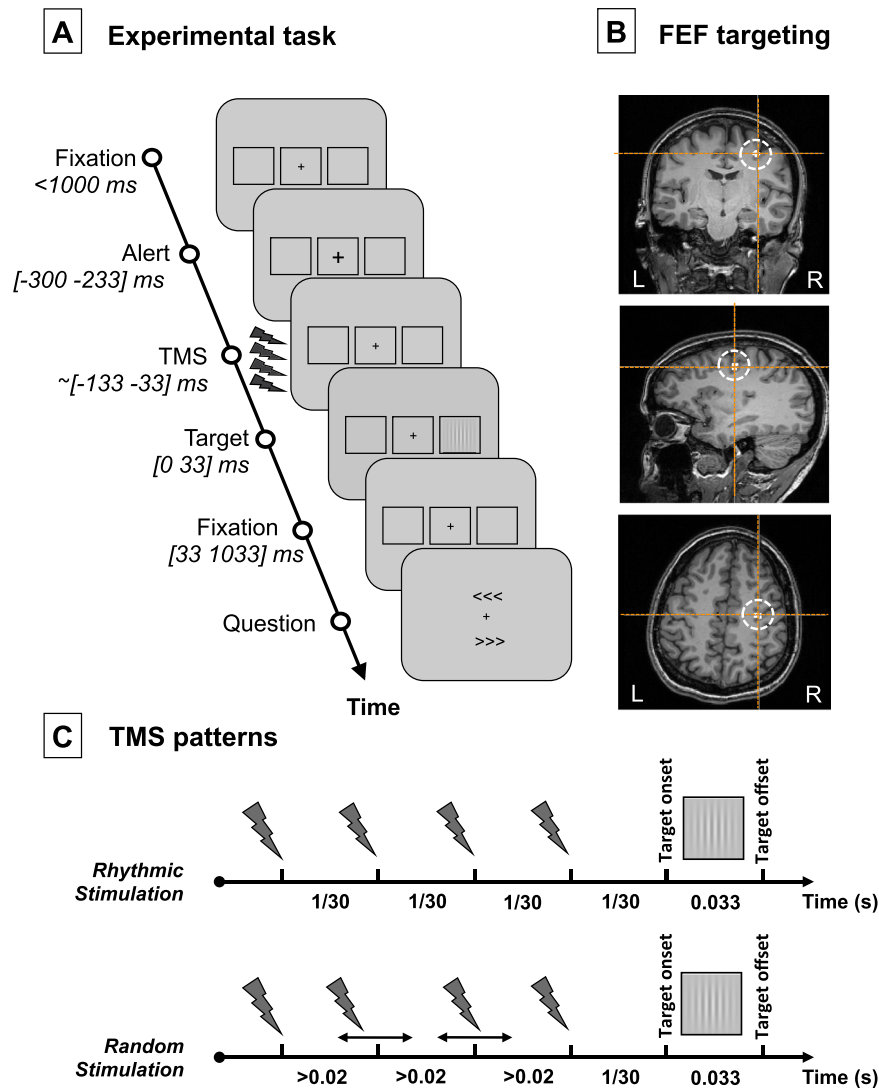 A Experimental task
Fixation
<1000 ms
+
Alert
[-300 -233] ms
+
TMS
~[-133 -33] ms
+
Target
[0 33] ms
+
Fixation
[33 1033] ms
+
Question
<<<
+
>>>
Time
B FEF targeting
L R
L R
C TMS patterns
Rhythmic
Stimulation
1/30 1/30 1/30 1/30 0.033 Time (s)
Target onset
Target offset
Random
Stimulation
>0.02 >0.02 >0.02 1/30 0.033 Time (s)
Target onset
Target offset